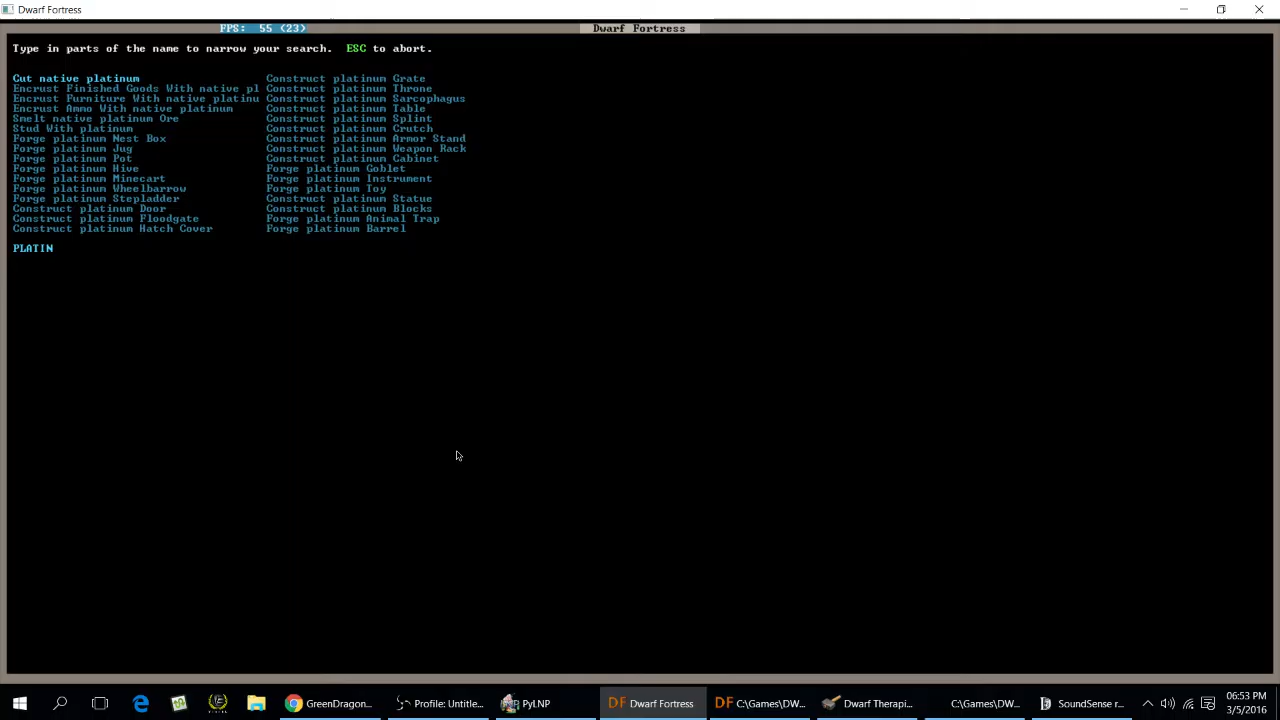 Dwarf Fortress
FPS: 55 (23)
Dwarf Fortress
Type in parts of the name to narrow your search. ESC to abort.
Cut native platinum
Encrust Finished Goods With native pl
Encrust Furniture With native platinu
Encrust Ammo With native platinum
Smelt native platinum Ore
Stud With platinum
Forge platinum Nest Box
Forge platinum Jug
Forge platinum Pot
Forge platinum Hive
Forge platinum Minecart
Forge platinum Wheelbarrow
Forge platinum Stepladder
Construct platinum Door
Construct platinum Floodgate
Construct platinum Hatch Cover
Construct platinum Grate
Construct platinum Throne
Construct platinum Sarcophagus
Construct platinum Table
Construct platinum Splint
Construct platinum Crutch
Construct platinum Armor Stand
Construct platinum Weapon Rack
Construct platinum Cabinet
Forge platinum Goblet
Forge platinum Instrument
Forge platinum Toy
Construct platinum Statue
Construct platinum Blocks
Forge platinum Animal Trap
Forge platinum Barrel
PLATIN
GreenDragon...
Profile: Untitle...
PyLNP
DF Dwarf Fortress
DF C:\Games\DW...
Dwarf Therapi...
C:\Games\DW...
SoundSense r...
06:53 PM
3/5/2016